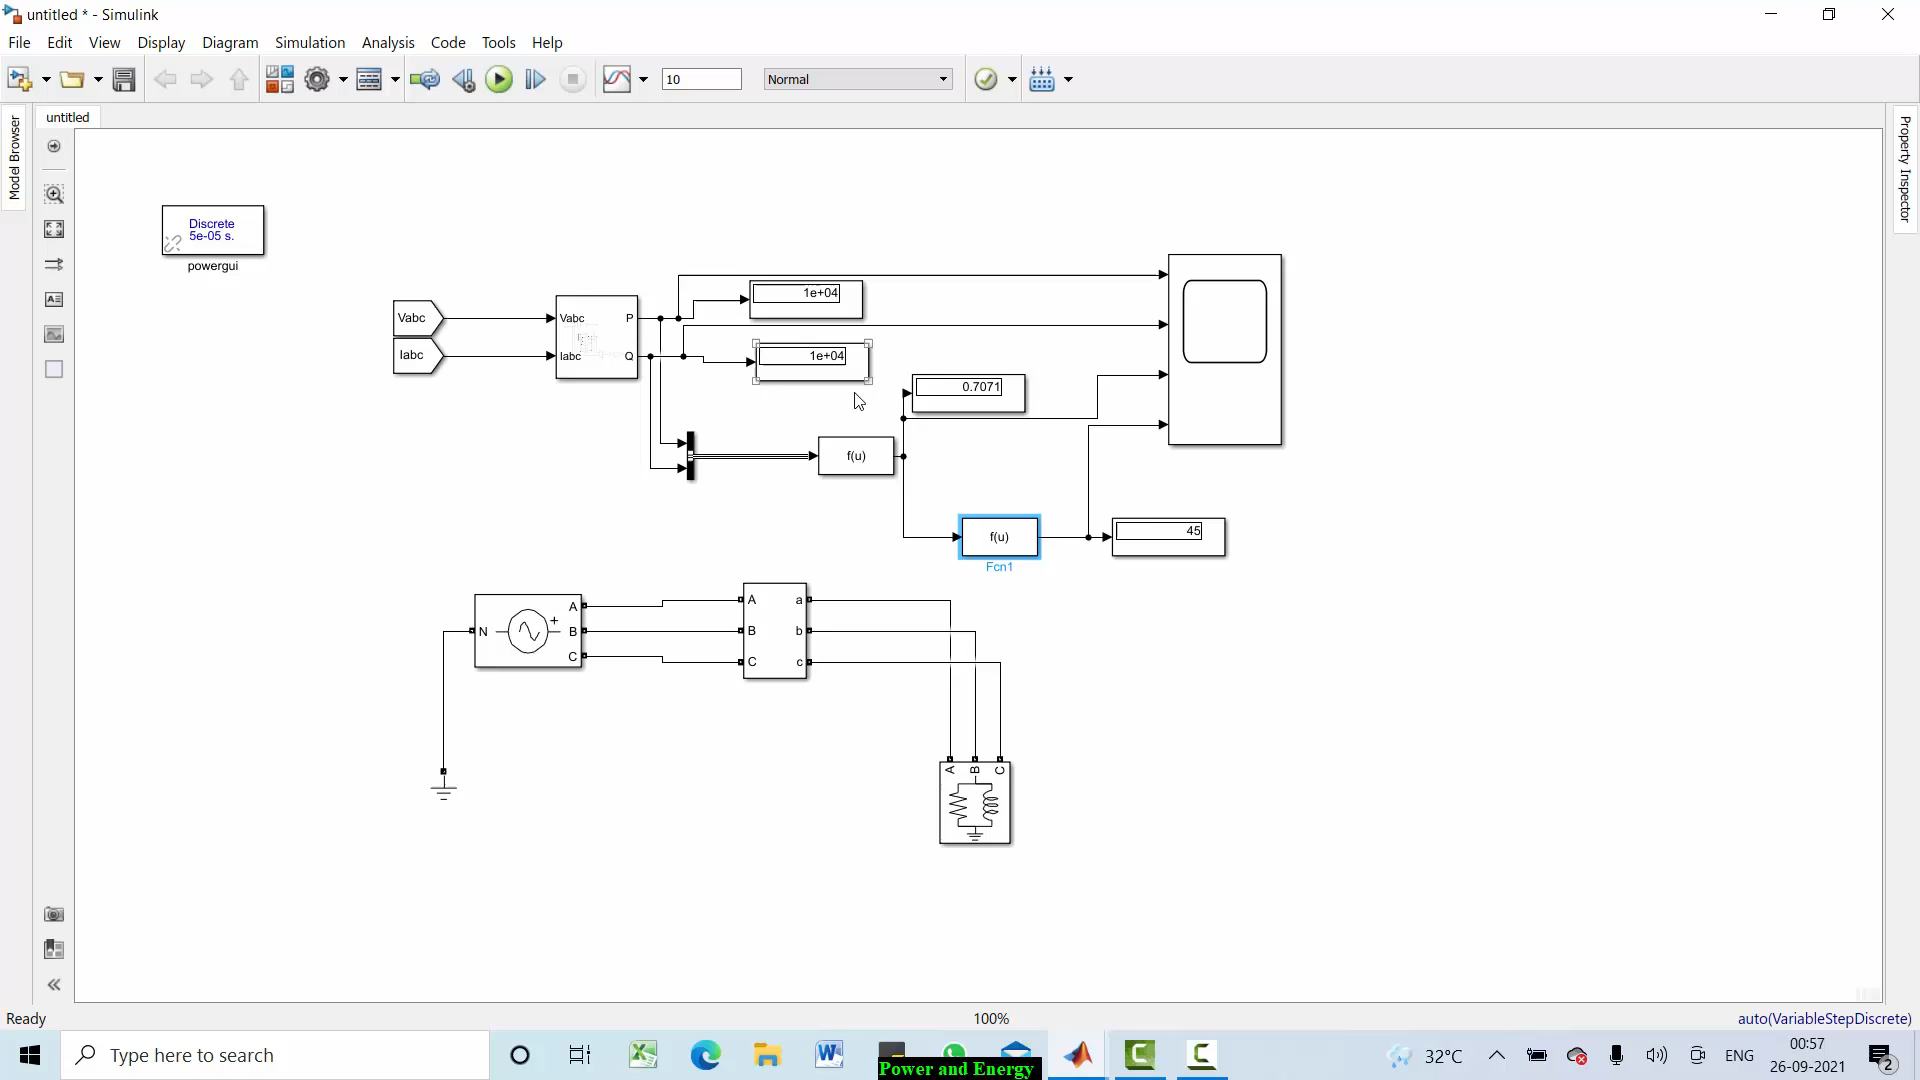 untitled * - Simulink
File Edit View Display Diagram Simulation Analysis Code Tools Help
10
Normal
Model Browser
untitled
Property Inspector
Discrete
5e-05 s.
powergui
Vabc
Iabc
Vabc
P
Iabc
Q
1e+04
1e+04
0.7071
f(u)
f(u)
Fcn1
45
N
A
B
C
A
B
C
a
b
c
A B C
Ready
100%
auto(VariableStepDiscrete)
Type here to search
Power and Energy
32°C
ENG
00:57
26-09-2021
2